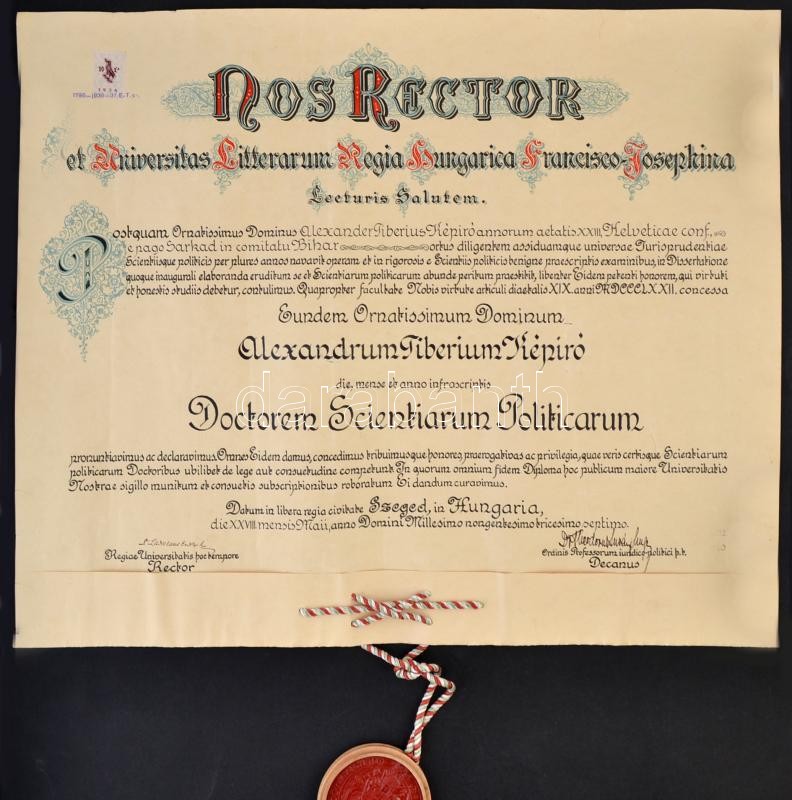 1936
NOS RECTOR
et Universitas Litterarum Regia Hungarica Francisco-Josephina
Lecturis Salutem.
Postquam Ornatissimus Dominus Alexander Tiberius Képiró annorum aetatis XXIII, Helveticae conf.,
e pago Sarkad in comitatu Bihar ortus diligentem assiduamque universae Jurisprudentiae
Scientiisque politicis per plures annos navavit operam et in rigorosis e Scientiis politicis benigne praescriptis examinibus, in Dissertatione
quoque inaugurali elaboranda eruditum se et Scientiarum politicarum abunde peritum praestitit, libenter Eidem petenti honorem, qui virtuti
et honestis studiis debetur, contulimus. Quapropter facultate Nobis virtute articuli diaetalis XIX. anni MDCCCLXXII. concessa
Eundem Ornatissimum Dominum
Alexandrum Tiberium Képiró
die, mense et anno infrascriptis
darabanth
Doctorem Scientiarum Politicarum
pronuntiavimus ac declaravimus. Omnes Eidem damus, concedimus tribuimusque honores, praerogativas ac privilegia, quae veris certisque Scientiarum
politicarum Doctoribus ubilibet de lege aut consuetudine competunt. In quorum omnium fidem Diploma hoc publicum maiore Universitatis
Nostrae sigillo munitum et consuetis subscriptionibus roboratum Ei dandum curavimus.
Datum in libera regia civitate Szeged, in Hungaria,
die XXVIII mensis Maii, anno Domini Millesimo nongentesimo tricesimo septimo.
Regiae Universitatis hoc tempore
Rector
Ordinis Professorum iuridico-politici p.t.
Decanus